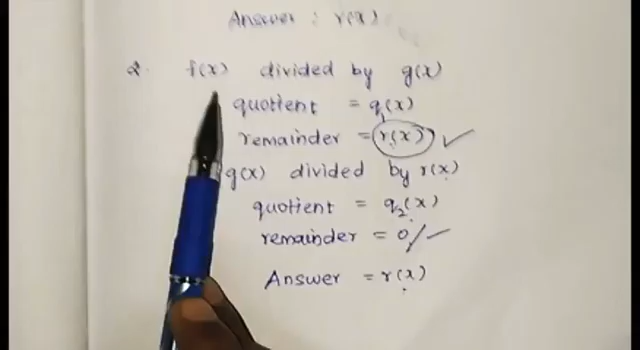 Answer : r(x)
2. f(x) divided by g(x)
quotient = q₁(x)
remainder = r(x)
g(x) divided by r(x)
quotient = q₂(x)
remainder = 0
Answer = r(x)